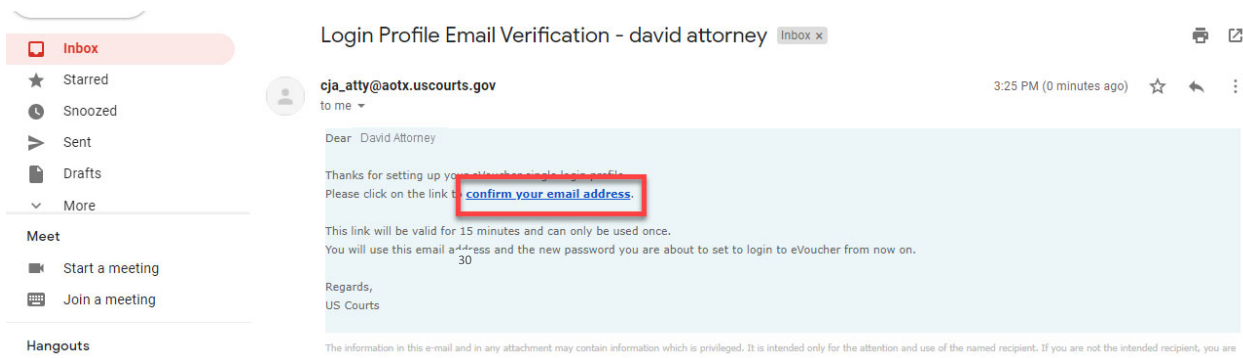 Inbox
Starred
Snoozed
Sent
Drafts
More
Meet
Start a meeting
Join a meeting
Hangouts
Login Profile Email Verification - david attorney Inbox x
cja_atty@aotx.uscourts.gov 3:25 PM (0 minutes ago)
to me
Dear David Attorney
Thanks for setting up your eVoucher single login profile.
Please click on the link to confirm your email address.
This link will be valid for 15 minutes and can only be used once.
You will use this email address and the new password you are about to set to login to eVoucher from now on.
30
Regards,
US Courts
The information in this e-mail and in any attachment may contain information which is privileged. It is intended only for the attention and use of the named recipient. If you are not the intended recipient, you are